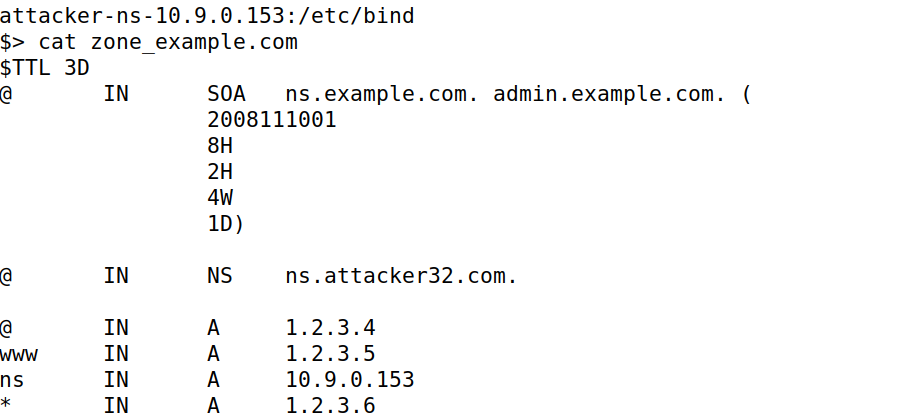 attacker-ns-10.9.0.153:/etc/bind
$> cat zone_example.com
$TTL 3D
@       IN      SOA   ns.example.com. admin.example.com. (
                2008111001
                8H
                2H
                4W
                1D)

@       IN      NS    ns.attacker32.com.

@       IN      A     1.2.3.4
www     IN      A     1.2.3.5
ns      IN      A     10.9.0.153
*       IN      A     1.2.3.6